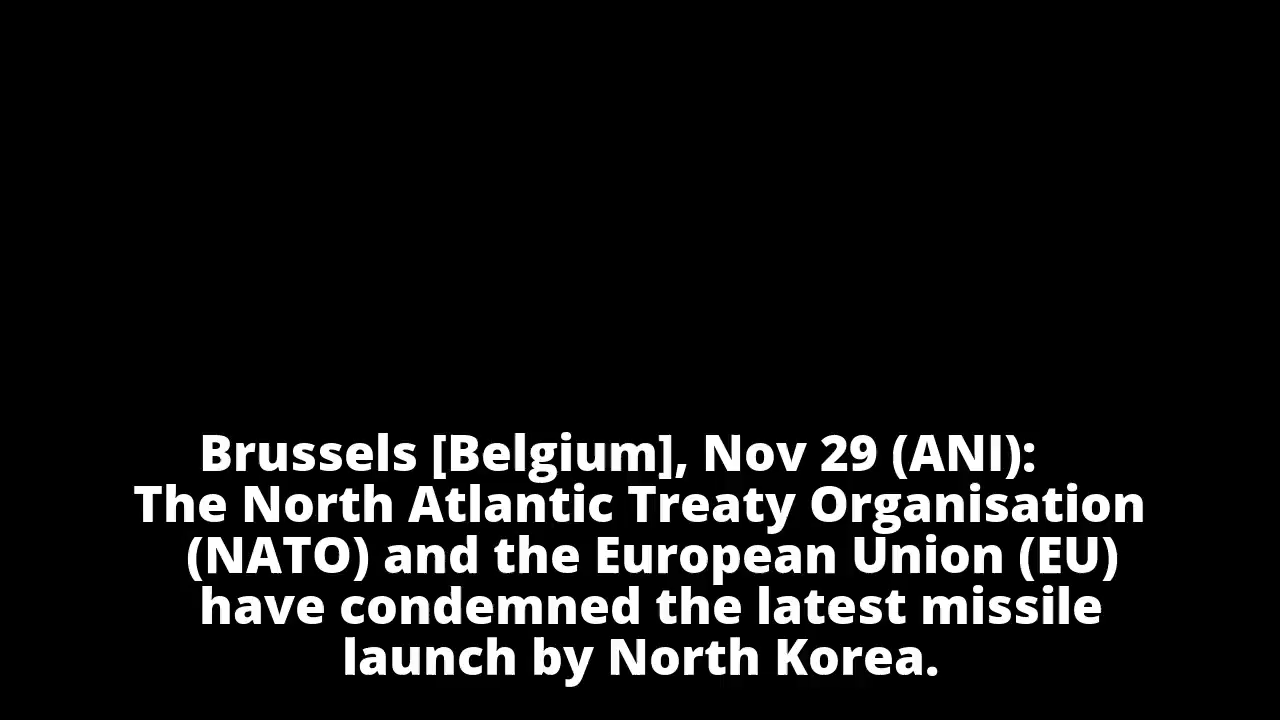 Brussels [Belgium], Nov 29 (ANI):
The North Atlantic Treaty Organisation
(NATO) and the European Union (EU)
have condemned the latest missile
launch by North Korea.